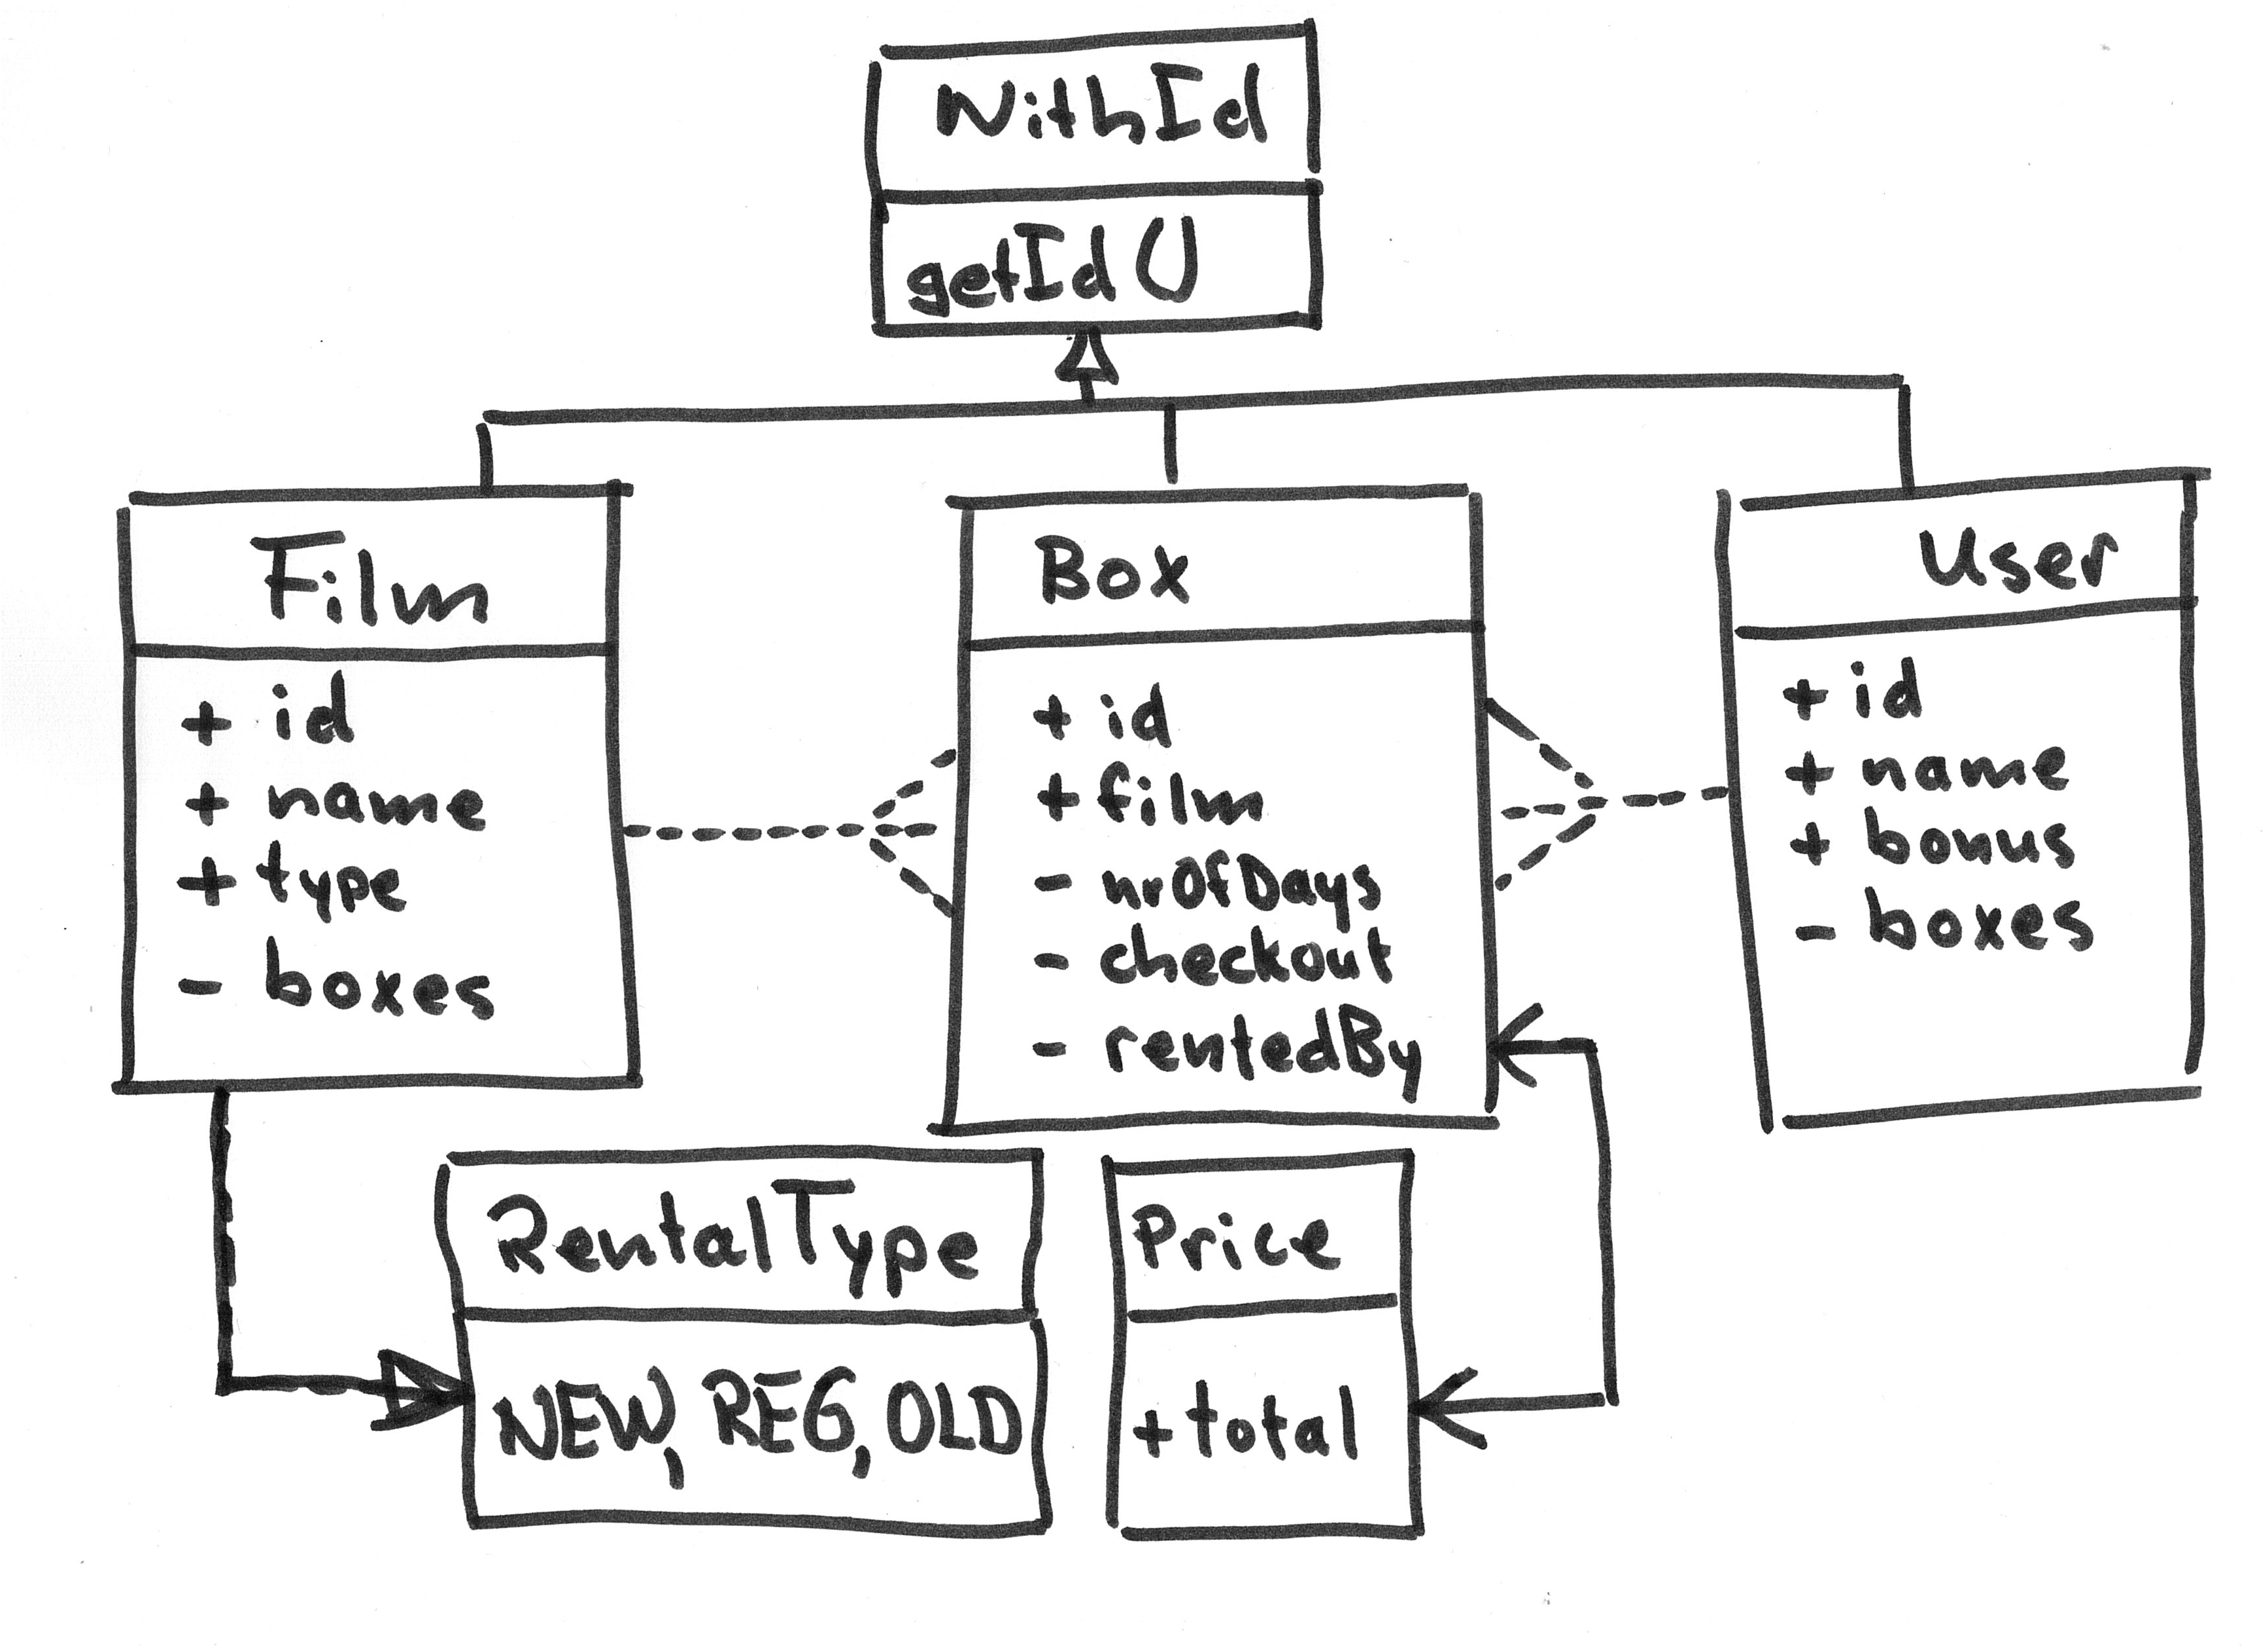 WithId
getId()
Film
+ id
+ name
+ type
- boxes
Box
+ id
+ film
- nrOfDays
- checkout
- rentedBy
User
+ id
+ name
+ bonus
- boxes
RentalType
NEW, REG, OLD
Price
+ total